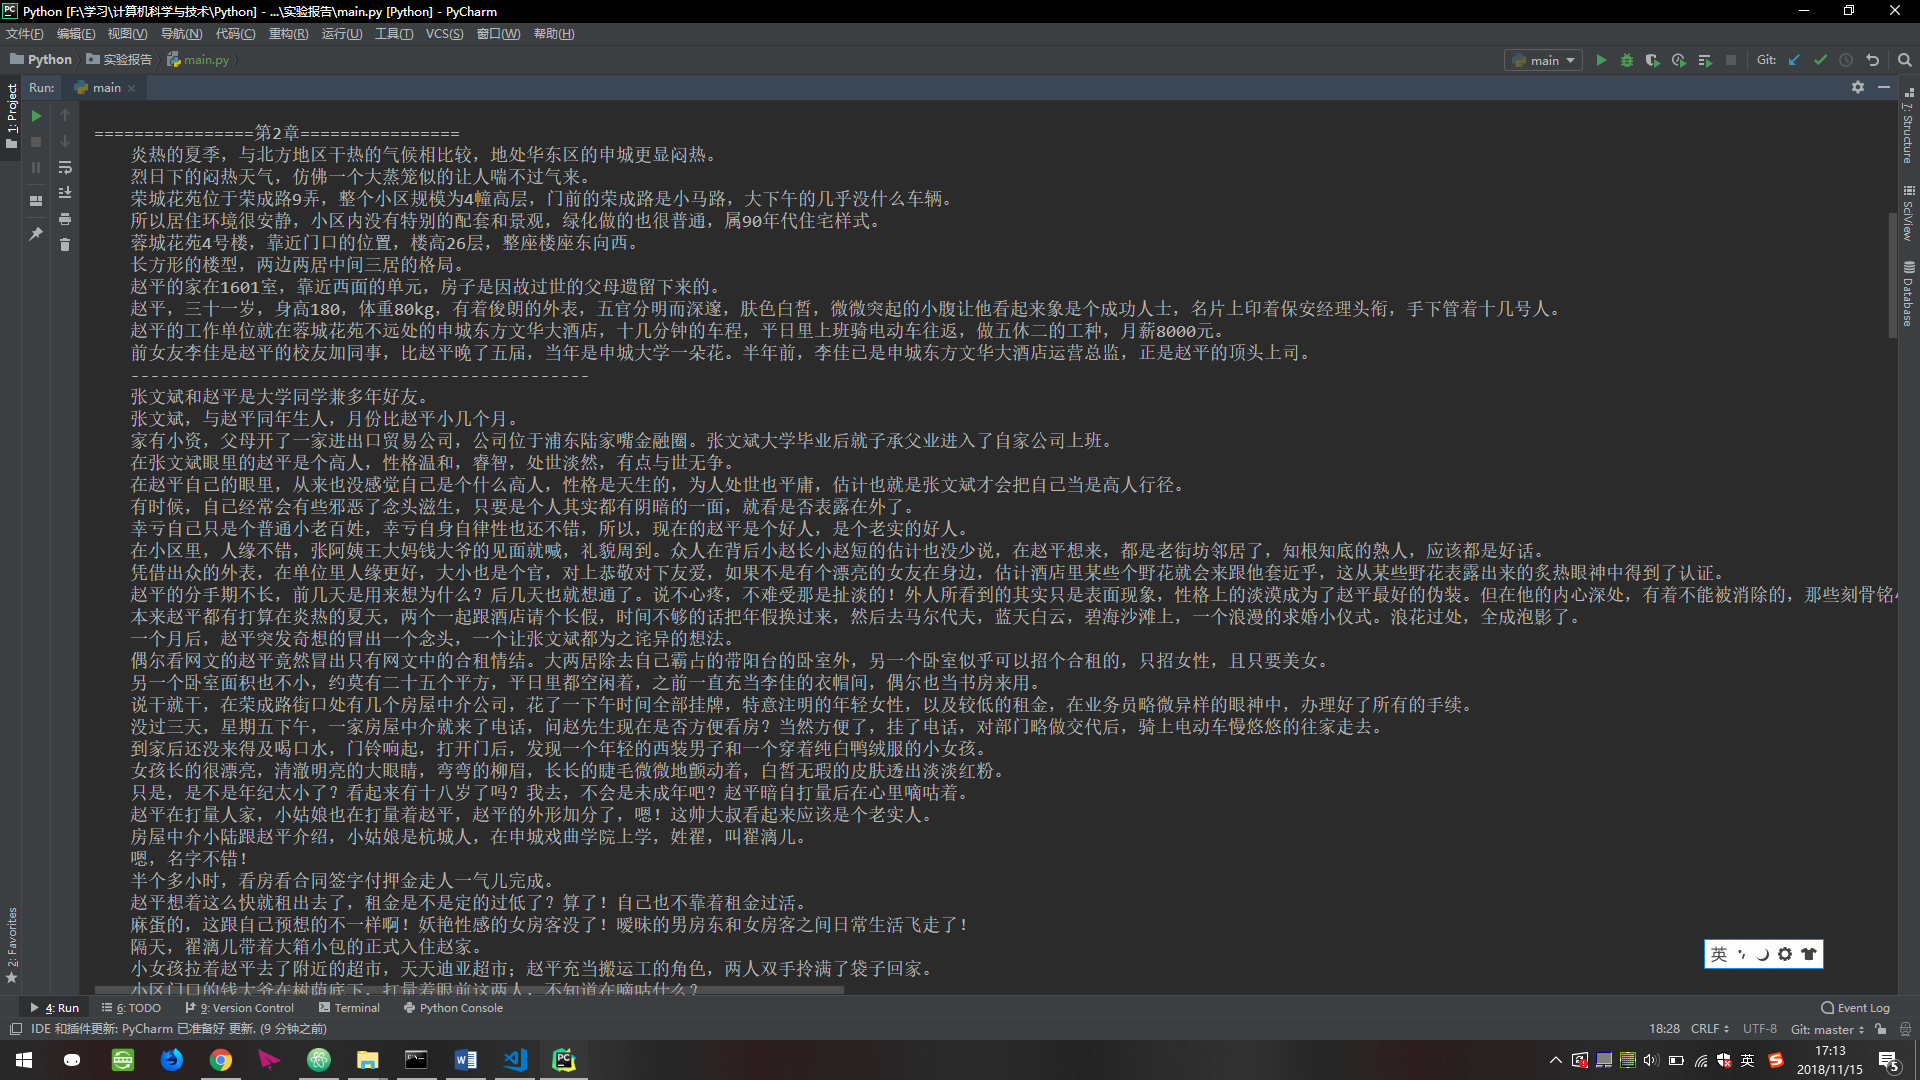 Python [F:\学习\计算机科学与技术\Python] - ...\实验报告\main.py [Python] - PyCharm
文件(F) 编辑(E) 视图(V) 导航(N) 代码(C) 重构(R) 运行(U) 工具(T) VCS(S) 窗口(W) 帮助(H)
Python 实验报告 main.py main Git:
Run: main
1: Project
7: Structure
SciView
Database
================第2章================
炎热的夏季，与北方地区干热的气候相比较，地处华东区的申城更显闷热。
烈日下的闷热天气，仿佛一个大蒸笼似的让人喘不过气来。
荣城花苑位于荣成路9弄，整个小区规模为4幢高层，门前的荣成路是小马路，大下午的几乎没什么车辆。
所以居住环境很安静，小区内没有特别的配套和景观，绿化做的也很普通，属90年代住宅样式。
蓉城花苑4号楼，靠近门口的位置，楼高26层，整座楼座东向西。
长方形的楼型，两边两居中间三居的格局。
赵平的家在1601室，靠近西面的单元，房子是因故过世的父母遗留下来的。
赵平，三十一岁，身高180，体重80kg，有着俊朗的外表，五官分明而深邃，肤色白皙，微微突起的小腹让他看起来象是个成功人士，名片上印着保安经理头衔，手下管着十几号人。
赵平的工作单位就在蓉城花苑不远处的申城东方文华大酒店，十几分钟的车程，平日里上班骑电动车往返，做五休二的工种，月薪8000元。
前女友李佳是赵平的校友加同事，比赵平晚了五届，当年是申城大学一朵花。半年前，李佳已是申城东方文华大酒店运营总监，正是赵平的顶头上司。
----------------------------------------------
张文斌和赵平是大学同学兼多年好友。
张文斌，与赵平同年生人，月份比赵平小几个月。
家有小资，父母开了一家进出口贸易公司，公司位于浦东陆家嘴金融圈。张文斌大学毕业后就子承父业进入了自家公司上班。
在张文斌眼里的赵平是个高人，性格温和，睿智，处世淡然，有点与世无争。
在赵平自己的眼里，从来也没感觉自己是个什么高人，性格是天生的，为人处世也平庸，估计也就是张文斌才会把自己当是高人行径。
有时候，自己经常会有些邪恶了念头滋生，只要是个人其实都有阴暗的一面，就看是否表露在外了。
幸亏自己只是个普通小老百姓，幸亏自身自律性也还不错，所以，现在的赵平是个好人，是个老实的好人。
在小区里，人缘不错，张阿姨王大妈钱大爷的见面就喊，礼貌周到。众人在背后小赵长小赵短的估计也没少说，在赵平想来，都是老街坊邻居了，知根知底的熟人，应该都是好话。
凭借出众的外表，在单位里人缘更好，大小也是个官，对上恭敬对下友爱，如果不是有个漂亮的女友在身边，估计酒店里某些个野花就会来跟他套近乎，这从某些野花表露出来的炙热眼神中得到了认证。
赵平的分手期不长，前几天是用来想为什么？后几天也就想通了。说不心疼，不难受那是扯淡的！外人所看到的其实只是表面现象，性格上的淡漠成为了赵平最好的伪装。但在他的内心深处，有着不能被消除的，那些刻骨铭
本来赵平都有打算在炎热的夏天，两个一起跟酒店请个长假，时间不够的话把年假换过来，然后去马尔代夫，蓝天白云，碧海沙滩上，一个浪漫的求婚小仪式。浪花过处，全成泡影了。
一个月后，赵平突发奇想的冒出一个念头，一个让张文斌都为之诧异的想法。
偶尔看网文的赵平竟然冒出只有网文中的合租情结。大两居除去自己霸占的带阳台的卧室外，另一个卧室似乎可以招个合租的，只招女性，且只要美女。
另一个卧室面积也不小，约莫有二十五个平方，平日里都空闲着，之前一直充当李佳的衣帽间，偶尔也当书房来用。
说干就干，在荣成路街口处有几个房屋中介公司，花了一下午时间全部挂牌，特意注明的年轻女性，以及较低的租金，在业务员略微异样的眼神中，办理好了所有的手续。
没过三天，星期五下午，一家房屋中介就来了电话，问赵先生现在是否方便看房？当然方便了，挂了电话，对部门略做交代后，骑上电动车慢悠悠的往家走去。
到家后还没来得及喝口水，门铃响起，打开门后，发现一个年轻的西装男子和一个穿着纯白鸭绒服的小女孩。
女孩长的很漂亮，清澈明亮的大眼睛，弯弯的柳眉，长长的睫毛微微地颤动着，白皙无瑕的皮肤透出淡淡红粉。
只是，是不是年纪太小了？看起来有十八岁了吗？我去，不会是未成年吧？赵平暗自打量后在心里嘀咕着。
赵平在打量人家，小姑娘也在打量着赵平，赵平的外形加分了，嗯！这帅大叔看起来应该是个老实人。
房屋中介小陆跟赵平介绍，小姑娘是杭城人，在申城戏曲学院上学，姓翟，叫翟漓儿。
嗯，名字不错！
半个多小时，看房看合同签字付押金走人一气儿完成。
赵平想着这么快就租出去了，租金是不是定的过低了？算了！自己也不靠着租金过活。
麻蛋的，这跟自己预想的不一样啊！妖艳性感的女房客没了！暧昧的男房东和女房客之间日常生活飞走了！
隔天，翟漓儿带着大箱小包的正式入住赵家。
小女孩拉着赵平去了附近的超市，天天迪亚超市；赵平充当搬运工的角色，两人双手拎满了袋子回家。
小区门口的钱大爷在树荫底下，打量着眼前这两人，不知道在嘀咕什么？
英
2: Favorites
4: Run 6: TODO 9: Version Control Terminal Python Console Event Log
IDE 和插件更新: PyCharm 已准备好 更新. (9 分钟之前) 18:28 CRLF UTF-8 Git: master
英 17:13
2018/11/15
5